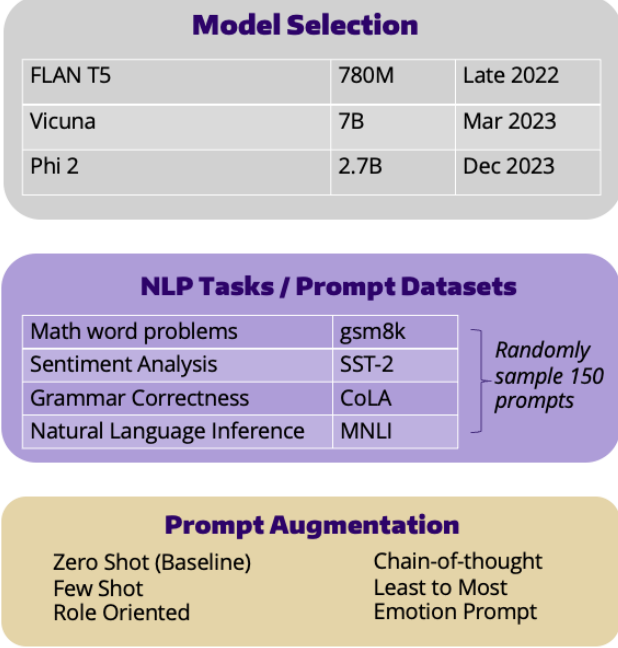 Model Selection
FLAN T5 780M Late 2022
Vicuna 7B Mar 2023
Phi 2 2.7B Dec 2023
NLP Tasks / Prompt Datasets
Math word problems gsm8k
Sentiment Analysis SST-2
Grammar Correctness CoLA
Natural Language Inference MNLI
Randomly
sample 150
prompts
Prompt Augmentation
Zero Shot (Baseline)
Few Shot
Role Oriented
Chain-of-thought
Least to Most
Emotion Prompt